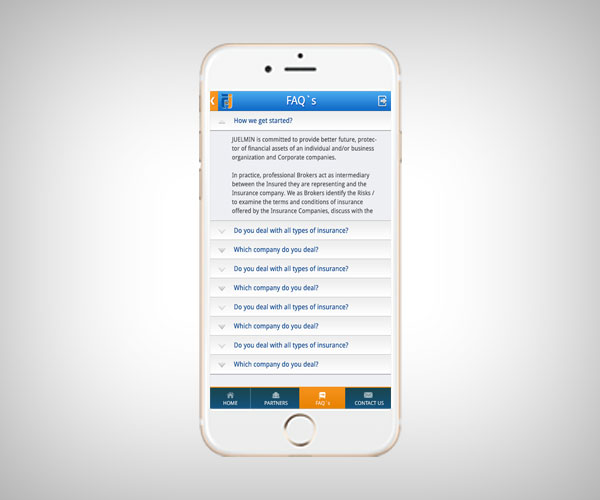 FAQ`s
How we get started?
JUELMIN is committed to provide better future, protec-
tor of financial assets of an individual and/or business
organization and Corporate companies.
In practice, professional Brokers act as intermediary
between the Insured they are representing and the
Insurance company. We as Brokers identify the Risks /
to examine the terms and conditions of insurance
offered by the Insurance Companies, discuss with the
Do you deal with all types of insurance?
Which company do you deal?
Do you deal with all types of insurance?
Which company do you deal?
Do you deal with all types of insurance?
Which company do you deal?
Do you deal with all types of insurance?
Which company do you deal?
HOME PARTNERS FAQ`s CONTACT US